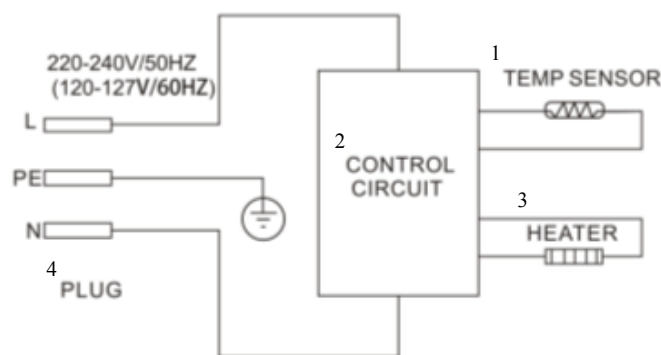 220-240V/50HZ
(120-127V/60HZ)
L
PE
N
4
PLUG
2
CONTROL
CIRCUIT
1
TEMP SENSOR
3
HEATER